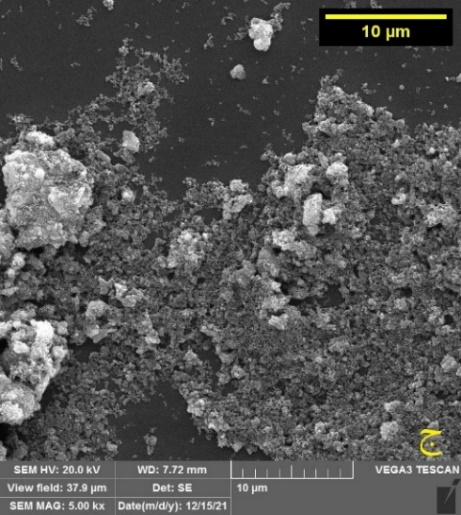 10 µm
ج
SEM HV: 20.0 kV WD: 7.72 mm VEGA3 TESCAN
View field: 37.9 µm Det: SE 10 µm
SEM MAG: 5.00 kx Date(m/d/y): 12/15/21